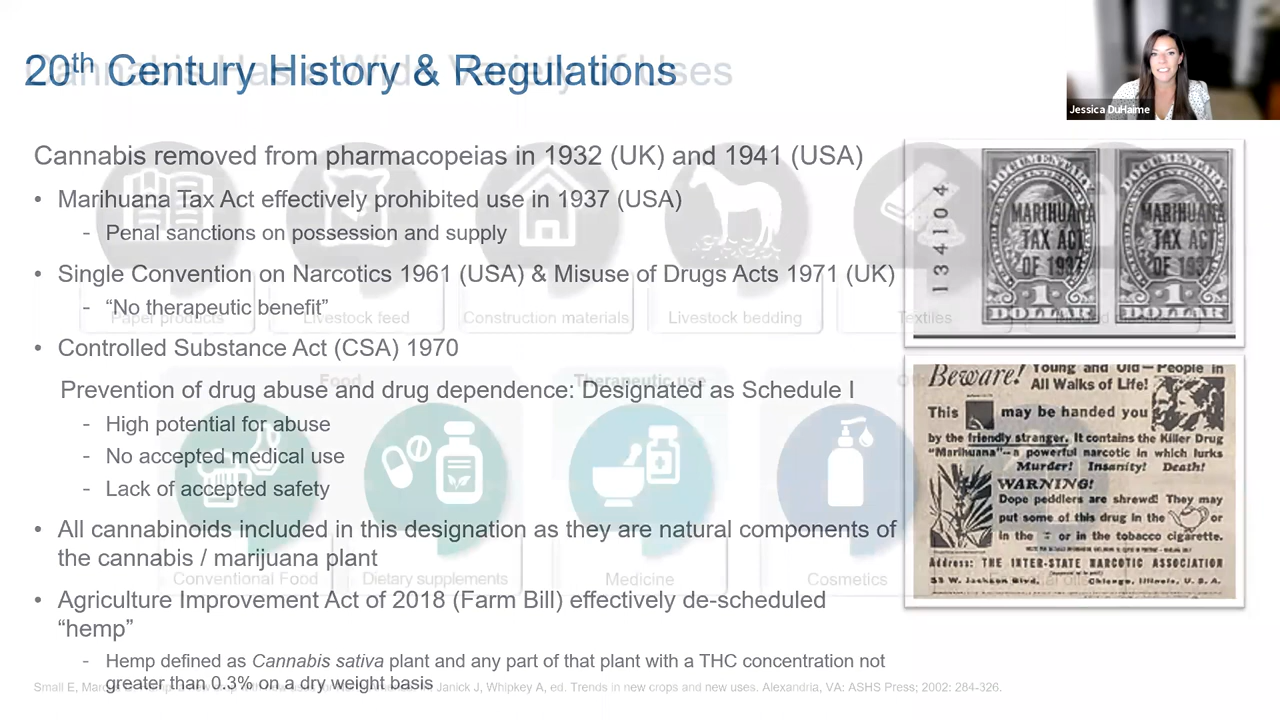 20th Century History & Regulations
Cannabis Has a Wide Variety of Uses
Jessica DuHaime
Cannabis removed from pharmacopeias in 1932 (UK) and 1941 (USA)
• Marihuana Tax Act effectively prohibited use in 1937 (USA)
- Penal sanctions on possession and supply
• Single Convention on Narcotics 1961 (USA) & Misuse of Drugs Acts 1971 (UK)
- “No therapeutic benefit”
• Controlled Substance Act (CSA) 1970
Prevention of drug abuse and drug dependence: Designated as Schedule I
- High potential for abuse
- No accepted medical use
- Lack of accepted safety
• All cannabinoids included in this designation as they are natural components of
the cannabis / marijuana plant
• Agriculture Improvement Act of 2018 (Farm Bill) effectively de-scheduled
“hemp”
- Hemp defined as Cannabis sativa plant and any part of that plant with a THC concentration not
greater than 0.3% on a dry weight basis
Paper products
Livestock feed
Construction materials
Livestock bedding
Textiles
Food
Therapeutic use
Conventional Food
Dietary supplements
Medicine
Cosmetics
Small E, Janick J, Whipkey A, ed. Trends in new crops and new uses. Alexandria, VA: ASHS Press; 2002: 284-326.
134104
DOCUMENTARY
MARIHUANA
TAX ACT
OF 1937
1
DOLLAR
DOCUMENTARY
MARIHUANA
TAX ACT
OF 1937
1
DOLLAR
Beware! Young and Old—People in
All Walks of Life!
This may be handed you
by the friendly stranger. It contains the Killer Drug
“Marihuana”--a powerful narcotic in which lurks
Murder! Insanity! Death!
WARNING!
Dope peddlers are shrewd! They may
put some of this drug in the or
in the or in the tobacco cigarette.
Address: THE INTER-STATE NARCOTIC ASSOCIATION
53 W. Jackson Blvd. Chicago, Illinois, U. S. A.